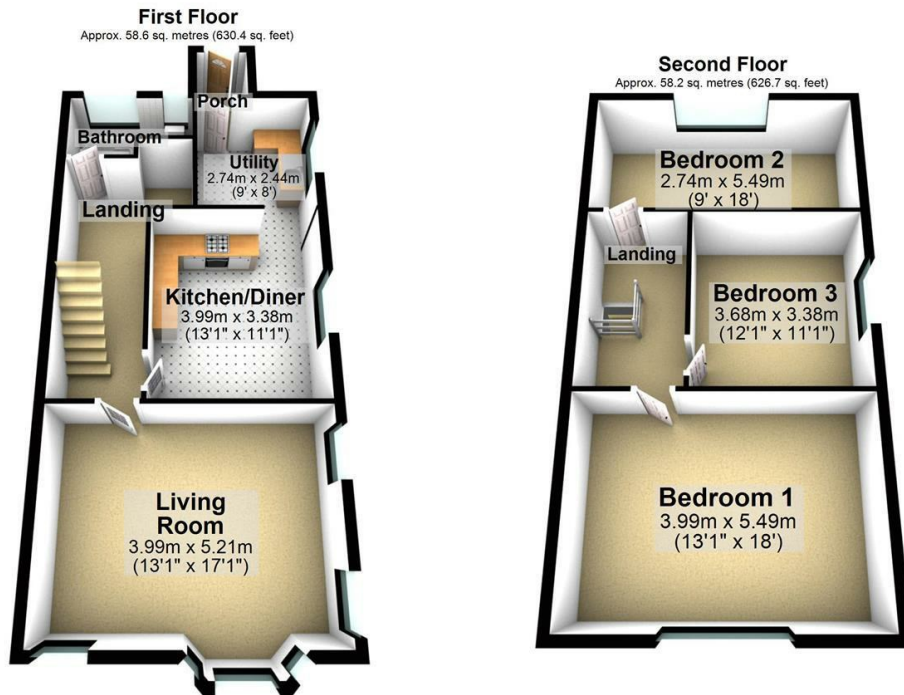 First Floor
Approx. 58.6 sq. metres (630.4 sq. feet)
Porch
Bathroom
Utility
2.74m x 2.44m
(9' x 8')
Landing
Kitchen/Diner
3.99m x 3.38m
(13'1" x 11'1")
Living
Room
3.99m x 5.21m
(13'1" x 17'1")
Second Floor
Approx. 58.2 sq. metres (626.7 sq. feet)
Bedroom 2
2.74m x 5.49m
(9' x 18')
Landing
Bedroom 3
3.68m x 3.38m
(12'1" x 11'1")
Bedroom 1
3.99m x 5.49m
(13'1" x 18')